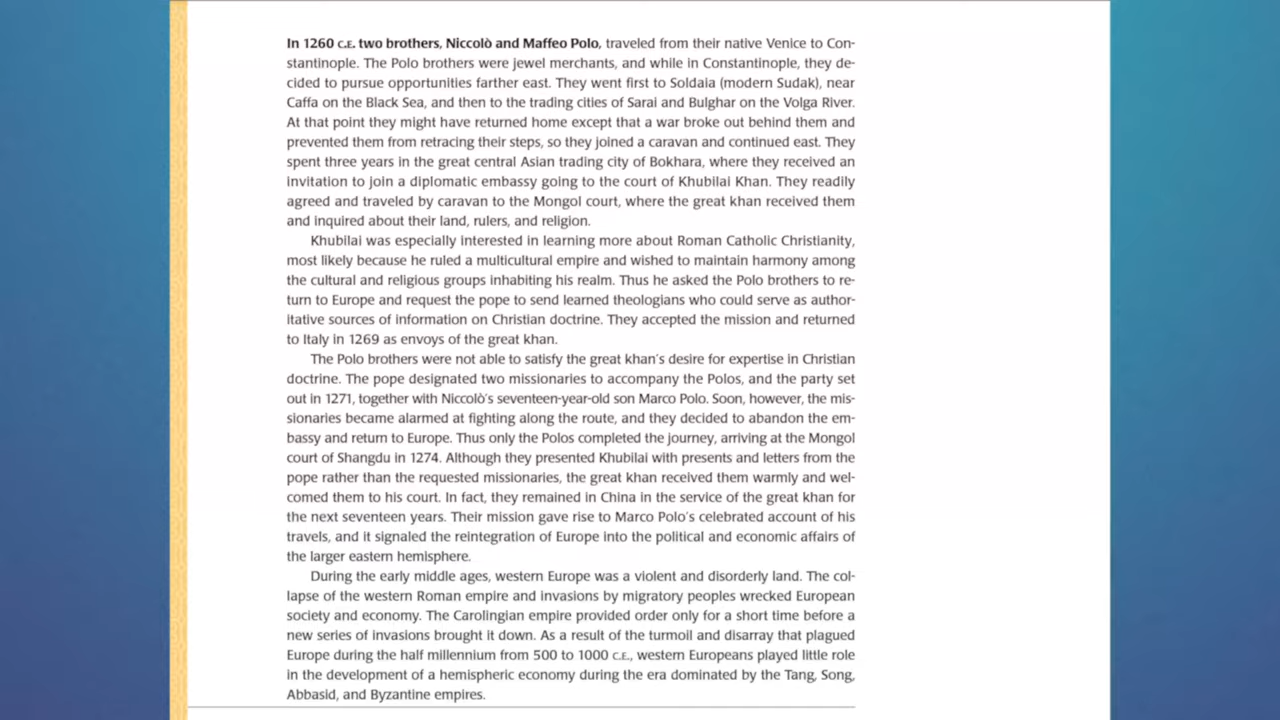 In 1260 C.E. two brothers, Niccolò and Maffeo Polo, traveled from their native Venice to Con-
stantinople. The Polo brothers were jewel merchants, and while in Constantinople, they de-
cided to pursue opportunities farther east. They went first to Soldaia (modern Sudak), near
Caffa on the Black Sea, and then to the trading cities of Sarai and Bulghar on the Volga River.
At that point they might have returned home except that a war broke out behind them and
prevented them from retracing their steps, so they joined a caravan and continued east. They
spent three years in the great central Asian trading city of Bokhara, where they received an
invitation to join a diplomatic embassy going to the court of Khubilai Khan. They readily
agreed and traveled by caravan to the Mongol court, where the great khan received them
and inquired about their land, rulers, and religion.
Khubilai was especially interested in learning more about Roman Catholic Christianity,
most likely because he ruled a multicultural empire and wished to maintain harmony among
the cultural and religious groups inhabiting his realm. Thus he asked the Polo brothers to re-
turn to Europe and request the pope to send learned theologians who could serve as author-
itative sources of information on Christian doctrine. They accepted the mission and returned
to Italy in 1269 as envoys of the great khan.
The Polo brothers were not able to satisfy the great khan's desire for expertise in Christian
doctrine. The pope designated two missionaries to accompany the Polos, and the party set
out in 1271, together with Niccolò's seventeen-year-old son Marco Polo. Soon, however, the mis-
sionaries became alarmed at fighting along the route, and they decided to abandon the em-
bassy and return to Europe. Thus only the Polos completed the journey, arriving at the Mongol
court of Shangdu in 1274. Although they presented Khubilai with presents and letters from the
pope rather than the requested missionaries, the great khan received them warmly and wel-
comed them to his court. In fact, they remained in China in the service of the great khan for
the next seventeen years. Their mission gave rise to Marco Polo's celebrated account of his
travels, and it signaled the reintegration of Europe into the political and economic affairs of
the larger eastern hemisphere.
During the early middle ages, western Europe was a violent and disorderly land. The col-
lapse of the western Roman empire and invasions by migratory peoples wrecked European
society and economy. The Carolingian empire provided order only for a short time before a
new series of invasions brought it down. As a result of the turmoil and disarray that plagued
Europe during the half millennium from 500 to 1000 C.E., western Europeans played little role
in the development of a hemispheric economy during the era dominated by the Tang, Song,
Abbasid, and Byzantine empires.